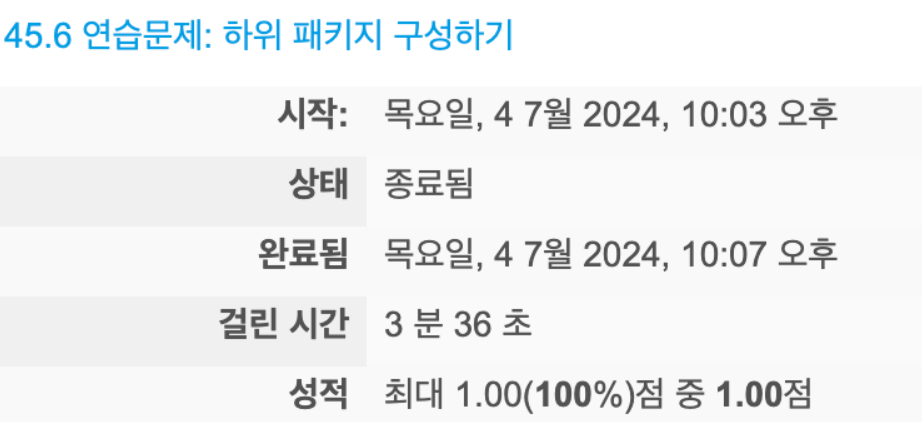 45.6 연습문제: 하위 패키지 구성하기
시작: 목요일, 4 7월 2024, 10:03 오후
상태 종료됨
완료됨 목요일, 4 7월 2024, 10:07 오후
걸린 시간 3 분 36 초
성적 최대 1.00(100%)점 중 1.00점